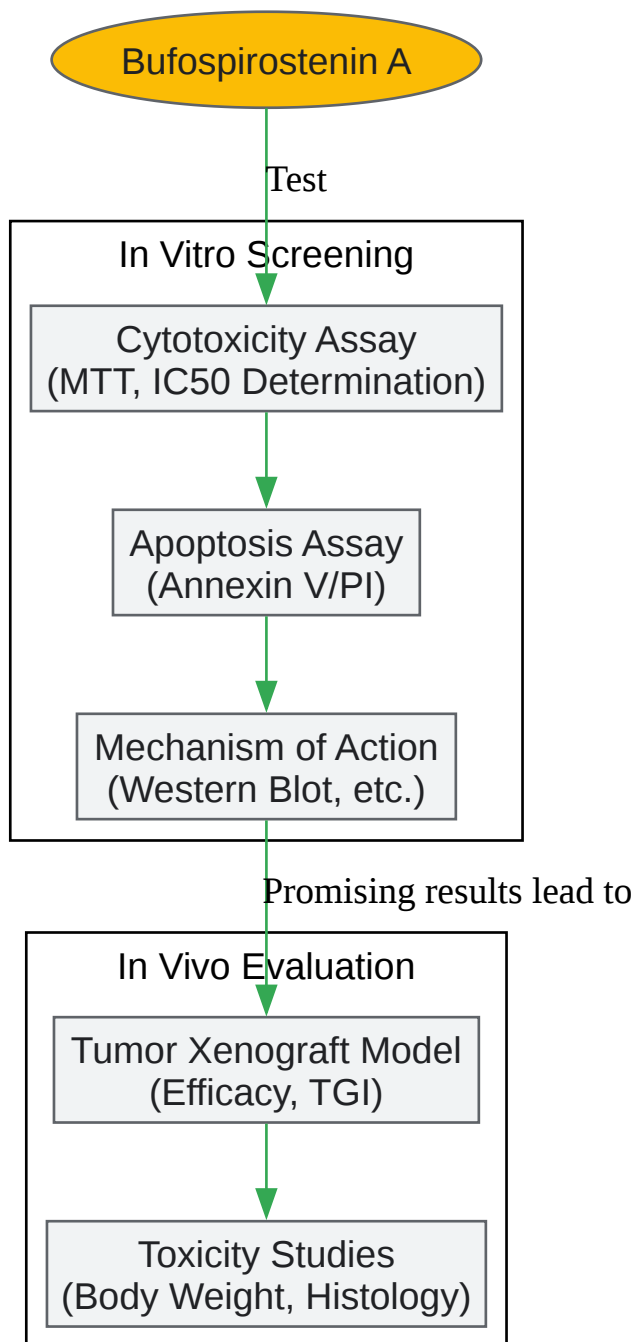 Bufospirostenin A
Test
In Vitro Screening
Cytotoxicity Assay
(MTT, IC50 Determination)
Apoptosis Assay
(Annexin V/PI)
Mechanism of Action
(Western Blot, etc.)
Promising results lead to
In Vivo Evaluation
Tumor Xenograft Model
(Efficacy, TGI)
Toxicity Studies
(Body Weight, Histology)